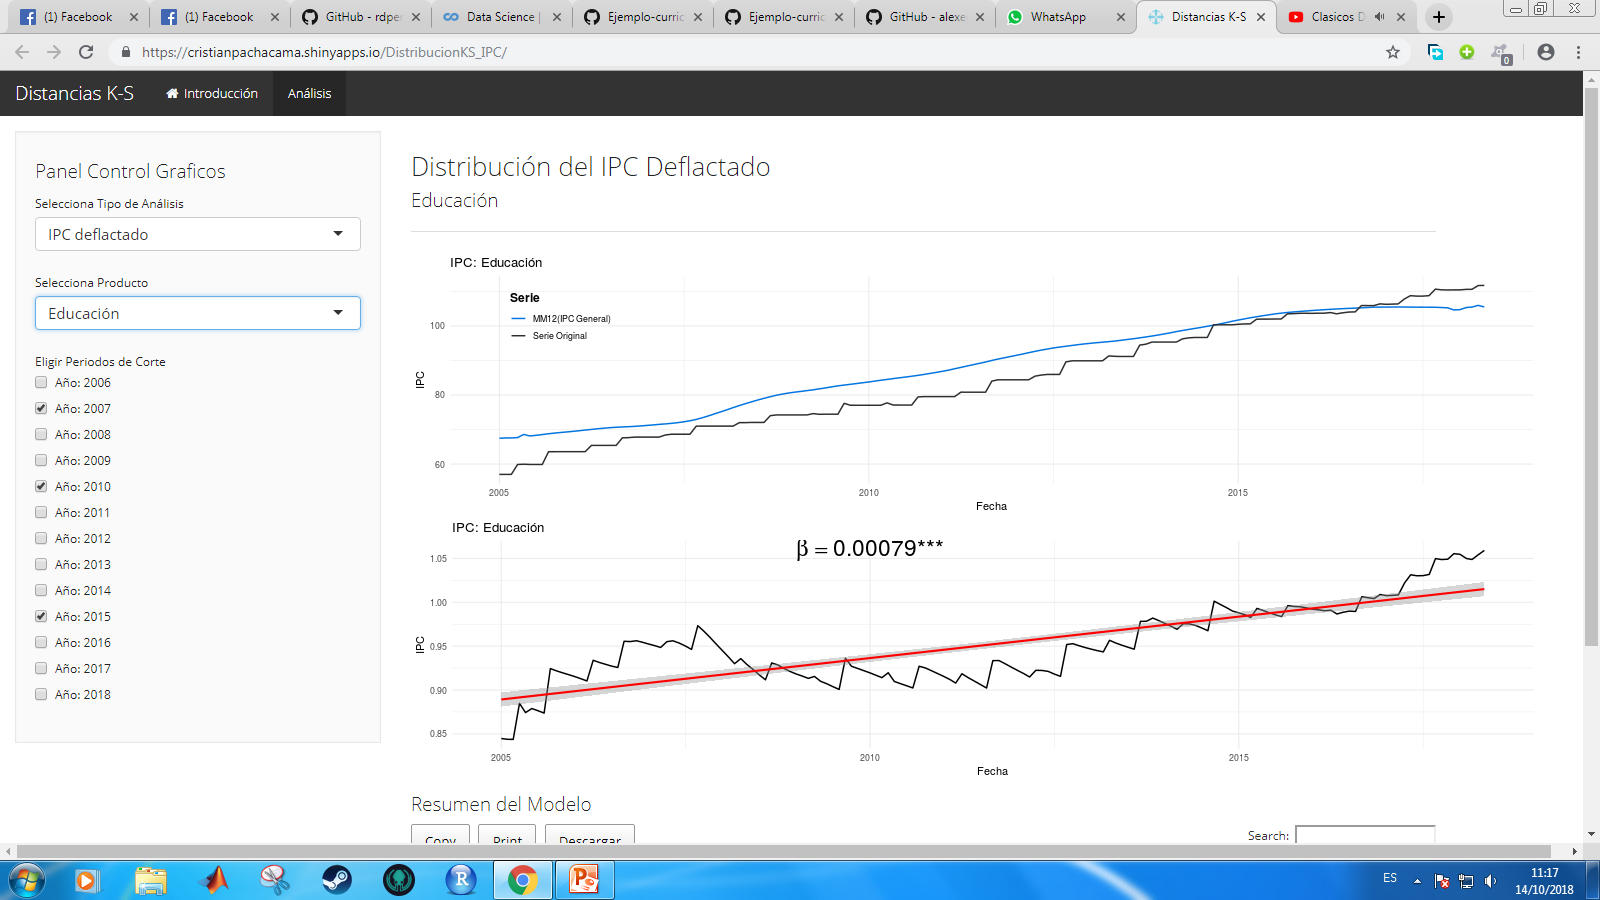 (1) Facebook
(1) Facebook
GitHub - rdpe
Data Science |
Ejemplo-curric
Ejemplo-curric
GitHub - alexe
WhatsApp
Distancias K-S
Clasicos D
https://cristianpachacama.shinyapps.io/DistribucionKS_IPC/
0
Distancias K-S
Introducción
Análisis
Panel Control Graficos
Selecciona Tipo de Análisis
IPC deflactado
Selecciona Producto
Educación
Eligir Periodos de Corte
Año: 2006
Año: 2007
Año: 2008
Año: 2009
Año: 2010
Año: 2011
Año: 2012
Año: 2013
Año: 2014
Año: 2015
Año: 2016
Año: 2017
Año: 2018
Distribución del IPC Deflactado
Educación
IPC: Educación
Serie
MM12(IPC General)
Serie Original
100
80
60
IPC
2005
2010
2015
Fecha
IPC: Educación
β = 0.00079***
1.05
1.00
0.95
0.90
0.85
IPC
2005
2010
2015
Fecha
Resumen del Modelo
Copy
Print
Descargar
Search:
R
P
ES
11:17
14/10/2018